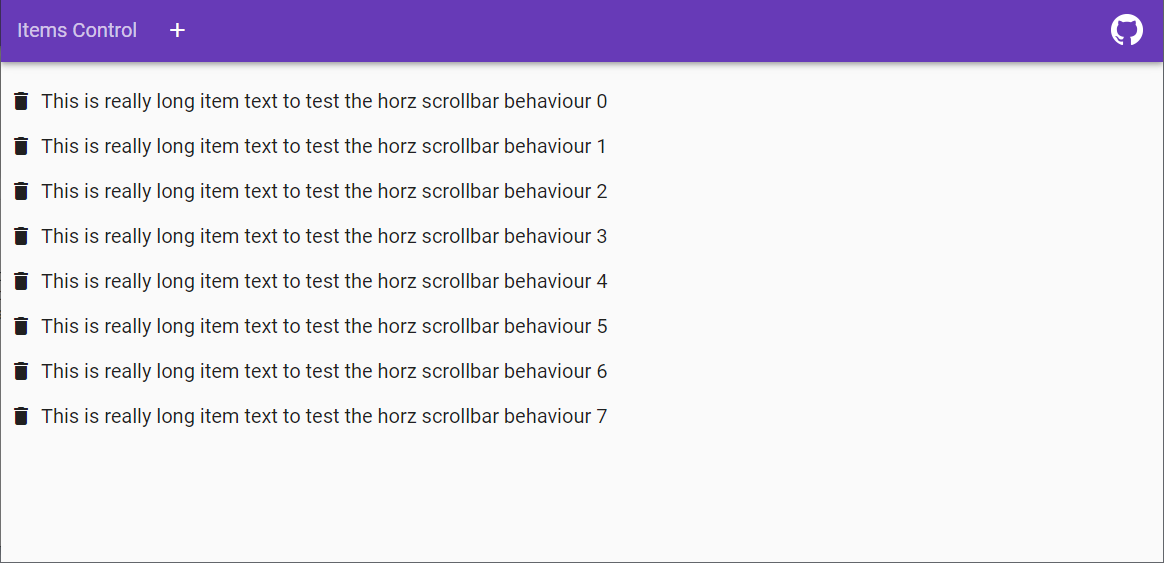 Items Control +
This is really long item text to test the horz scrollbar behaviour 0
This is really long item text to test the horz scrollbar behaviour 1
This is really long item text to test the horz scrollbar behaviour 2
This is really long item text to test the horz scrollbar behaviour 3
This is really long item text to test the horz scrollbar behaviour 4
This is really long item text to test the horz scrollbar behaviour 5
This is really long item text to test the horz scrollbar behaviour 6
This is really long item text to test the horz scrollbar behaviour 7